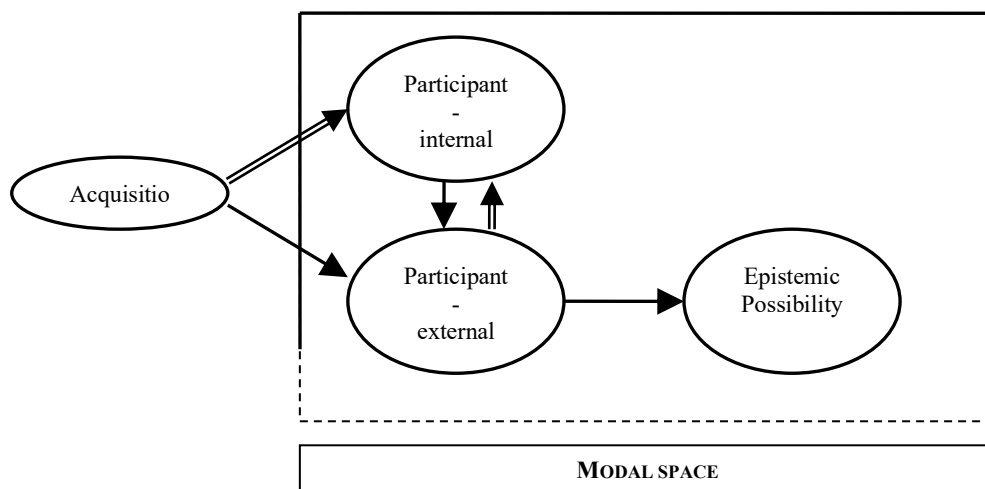 Participant
-
internal
Acquisitio
Participant
-
external
Epistemic
Possibility
MODAL SPACE